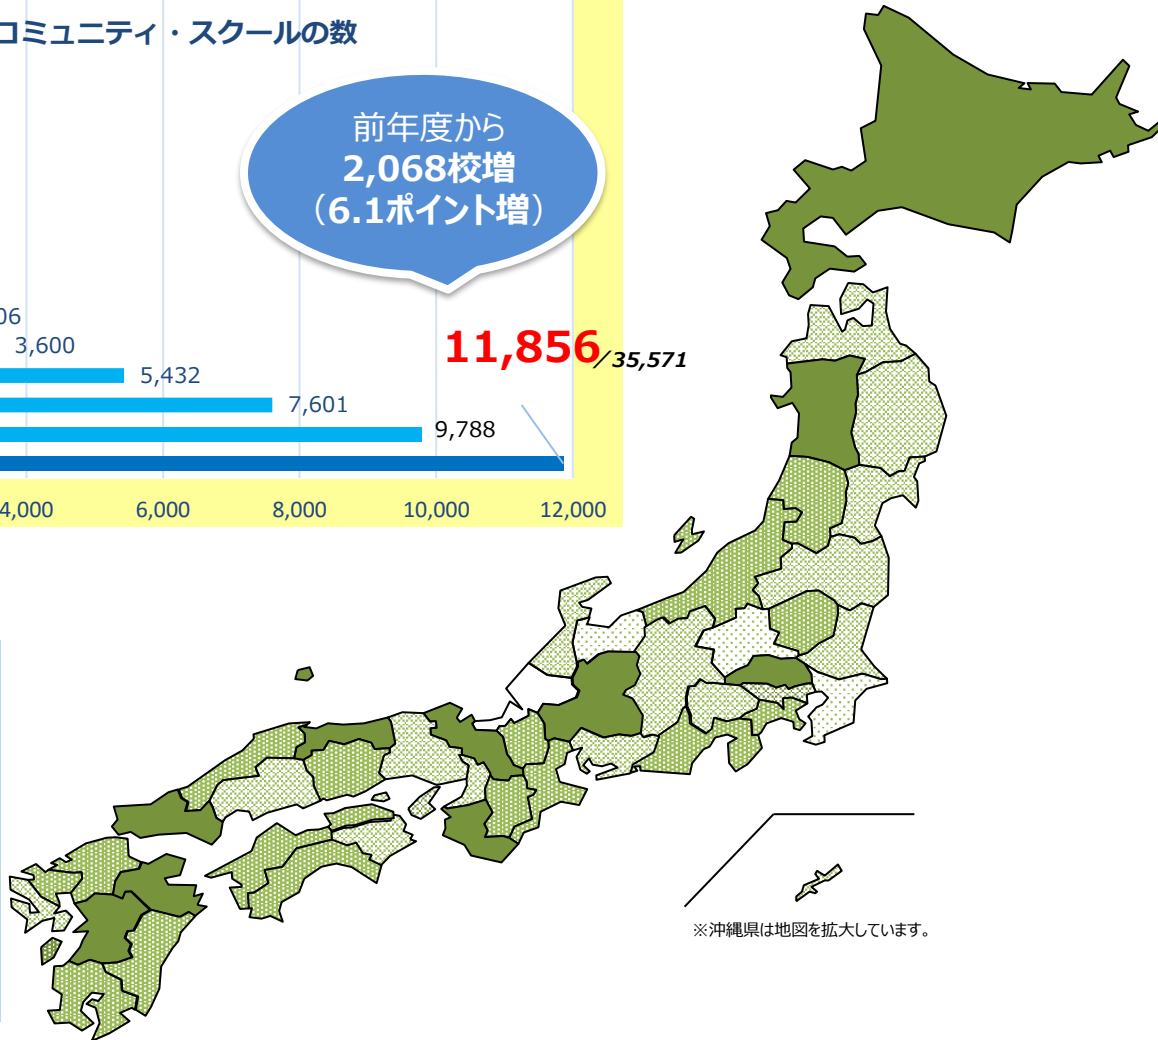 コミュニティ・スクールの数
前年度から
2,068校増
（6.1ポイント増）
06
3,600
11,856／35,571
5,432
7,601
9,788
4,000 6,000 8,000 10,000 12,000
※沖縄県は地図を拡大しています。